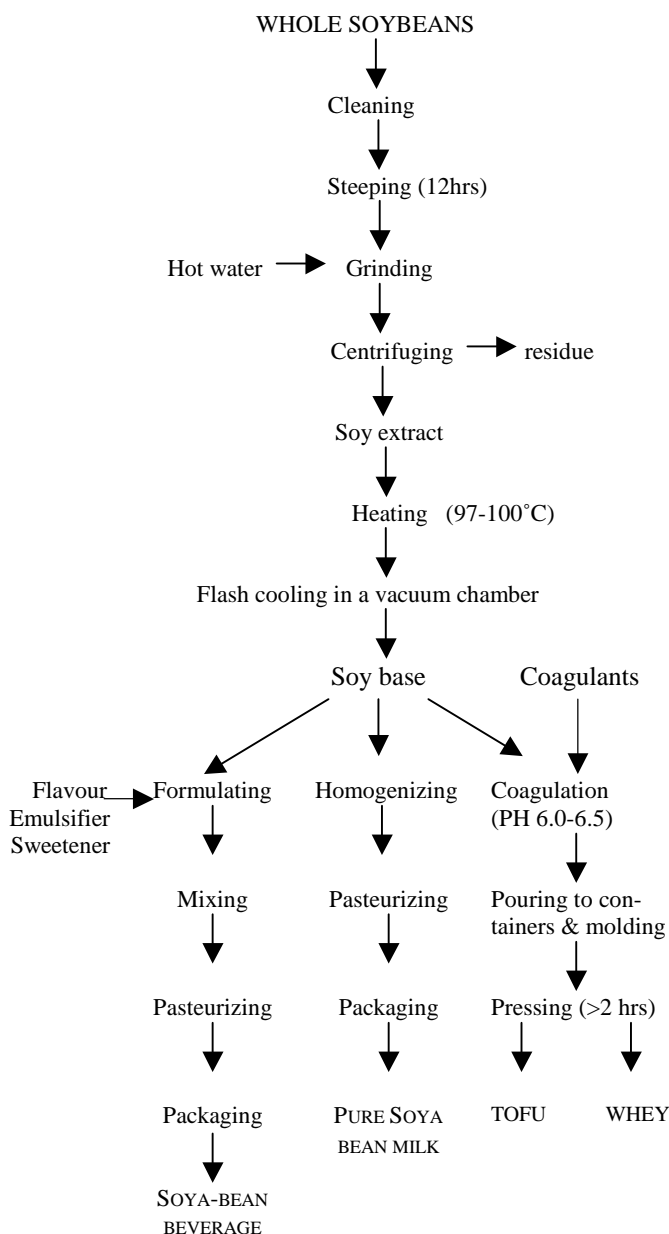 WHOLE SOYBEANS
Cleaning
Steeping (12hrs)
Hot water
Grinding
Centrifuging
residue
Soy extract
Heating (97-100˚C)
Flash cooling in a vacuum chamber
Soy base
Coagulants
Flavour
Emulsifier
Sweetener
Formulating
Homogenizing
Coagulation
(PH 6.0-6.5)
Mixing
Pasteurizing
Pouring to con-
tainers & molding
Pasteurizing
Packaging
Pressing (>2 hrs)
Packaging
PURE SOYA
BEAN MILK
TOFU
WHEY
SOYA-BEAN
BEVERAGE